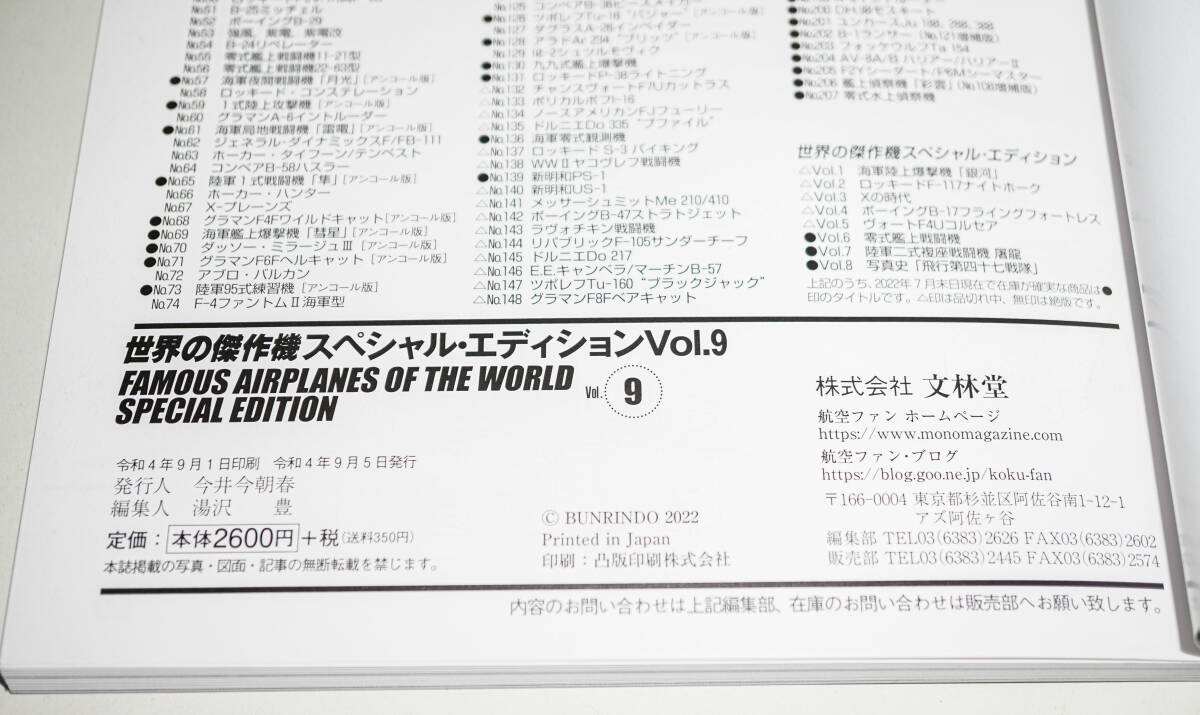 No.51 B-25ミッチェル
No.52 ボーイングB-29
No.53 強風、紫電、紫電改
No.54 B-24リベレーター
No.55 零式艦上戦闘機11-21型
No.56 零式艦上戦闘機22-63型
●No.57 海軍夜間戦闘機「月光」[アンコール版]
No.58 ロッキード・コンステレーション
●No.59 1式陸上攻撃機[アンコール版]
No.60 グラマンA-6イントルーダー
●No.61 海軍局地戦闘機「雷電」[アンコール版]
No.62 ジェネラル・ダイナミックスF/FB-111
No.63 ホーカー・タイフーン/テンペスト
No.64 コンベアB-58ハスラー
●No.65 陸軍1式戦闘機「隼」[アンコール版]
No.66 ホーカー・ハンター
No.67 X-プレーンズ
●No.68 グラマンF4Fワイルドキャット[アンコール版]
●No.69 海軍艦上爆撃機「彗星」[アンコール版]
●No.70 ダッソー・ミラージュⅢ[アンコール版]
●No.71 グラマンF6Fヘルキャット[アンコール版]
No.72 アブロ・バルカン
●No.73 陸軍95式練習機[アンコール版]
No.74 F-4ファントムⅡ海軍型
No.125 コンベアB-36ピースメイカー
●No.126 ツポレフTu-16“バジャー”[アンコール版]
No.127 ダグラスA-26インベイダー
●No.128 アラドAr 234“ブリッツ”[アンコール版]
No.129 Il-2シュツルモヴィク
●No.130 九九式艦上爆撃機
●No.131 ロッキードP-38ライトニング
△No.132 チャンスヴォートF7Uカットラス
△No.133 ポリカルポフI-16
△No.134 ノースアメリカンFJフューリー
△No.135 ドルニエDo 335“プファイル”
●No.136 海軍零式観測機
△No.137 ロッキードS-3バイキング
△No.138 WWⅡヤコヴレフ戦闘機
●No.139 新明和PS-1
△No.140 新明和US-1
△No.141 メッサーシュミットMe 210/410
△No.142 ボーイングB-47ストラトジェット
△No.143 ラヴォチキン戦闘機
△No.144 リパブリックF-105サンダーチーフ
△No.145 ドルニエDo 217
△No.146 E.E.キャンベラ/マーチンB-57
△No.147 ツポレフTu-160“ブラックジャック”
△No.148 グラマンF8Fベアキャット
●No.200 DH.98モスキート
●No.201 ユンカースJu 188, 288, 388
●No.202 B-1ランサー(No.121増補版)
●No.203 フォッケウルフTa 154
●No.204 AV-8A/Bハリアー/ハリアーⅡ
●No.205 F2Yシーダート/P6Mシーマスター
●No.206 艦上偵察機「彩雲」(No.108増補版)
●No.207 零式水上偵察機
世界の傑作機スペシャル・エディション
△Vol.1 海軍陸上爆撃機「銀河」
△Vol.2 ロッキードF-117ナイトホーク
△Vol.3 Xの時代
△Vol.4 ボーイングB-17フライングフォートレス
△Vol.5 ヴォートF4Uコルセア
●Vol.6 零式艦上戦闘機
●Vol.7 陸軍二式複座戦闘機 屠龍
●Vol.8 写真史「飛行第四十七戦隊」
上記のうち、2022年7月末日現在で在庫が確実な商品は●
印のタイトルです。△印は品切れ中、無印は絶版です。
世界の傑作機スペシャル・エディションVol.9
FAMOUS AIRPLANES OF THE WORLD
SPECIAL EDITION
Vol. 9
令和4年9月1日印刷 令和4年9月5日発行
発行人 今井今朝春
編集人 湯沢 豊
定価:本体2600円+税(送料350円)
本誌掲載の写真・図面・記事の無断転載を禁じます。
© BUNRINDO 2022
Printed in Japan
印刷:凸版印刷株式会社
株式会社 文林堂
航空ファン ホームページ
https://www.monomagazine.com
航空ファン・ブログ
https://blog.goo.ne.jp/koku-fan
〒166-0004 東京都杉並区阿佐谷南1-12-1
アズ阿佐ヶ谷
編集部 TEL03(6383)2626 FAX03(6383)2602
販売部 TEL03(6383)2445 FAX03(6383)2574
内容のお問い合わせは上記編集部、在庫のお問い合わせは販売部へお願い致します。